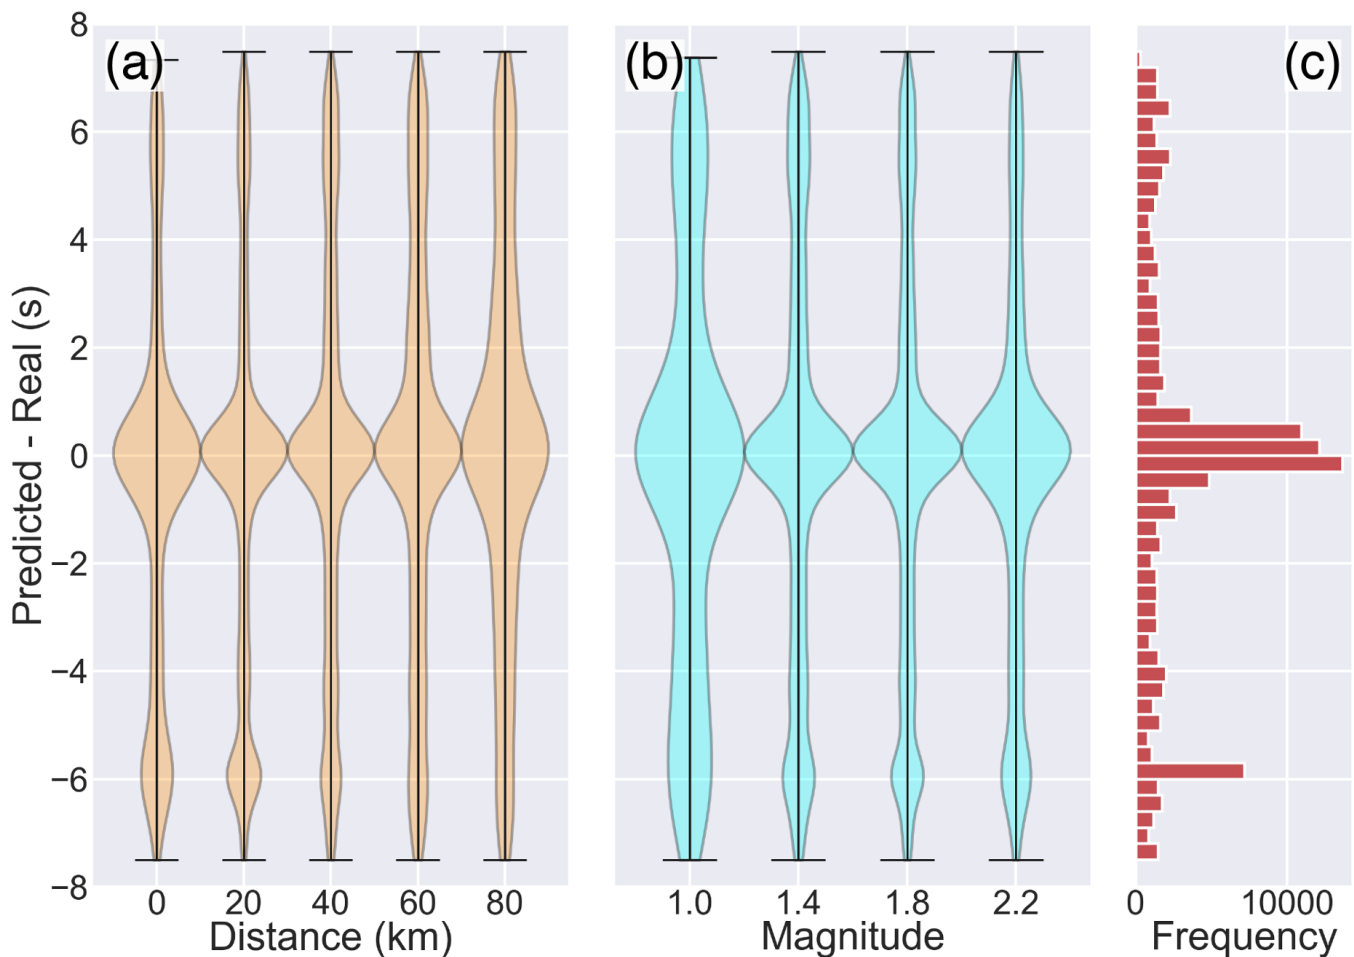 (a)
(b)
(c)
Predicted - Real (s)
8
6
4
2
0
−2
−4
−6
−8
0 20 40 60 80
Distance (km)
1.0 1.4 1.8 2.2
Magnitude
0 10000
Frequency